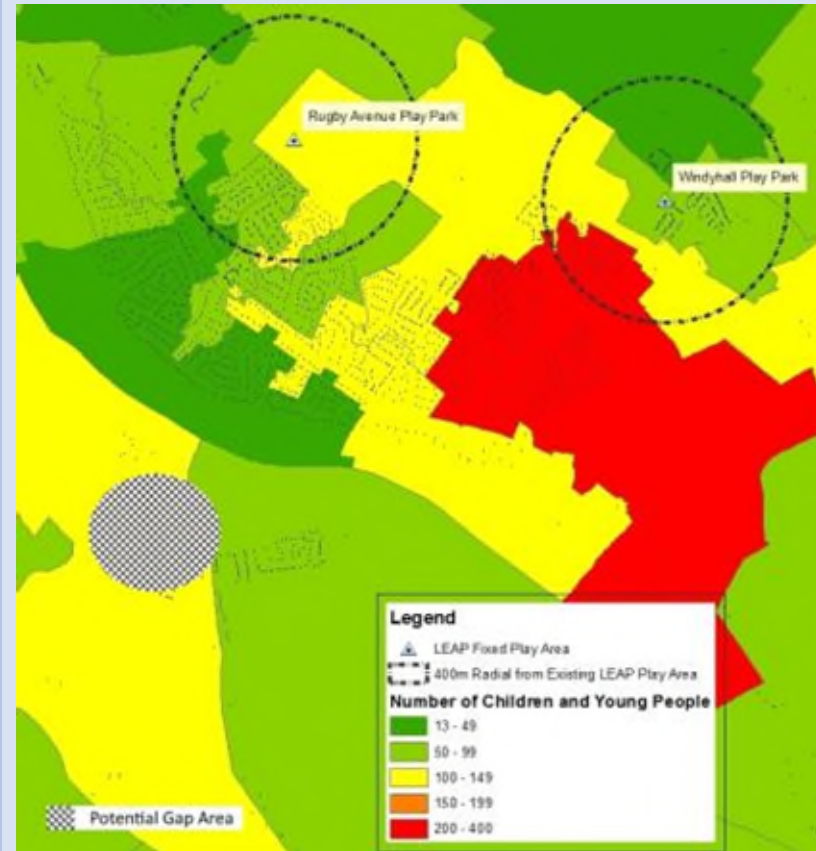 Rugby Avenue Play Park
Windyhall Play Park
Legend
LEAP Fixed Play Area
400m Radial from Existing LEAP Play Area
Number of Children and Young People
13 - 49
50 - 99
100 - 149
150 - 199
200 - 400
Potential Gap Area